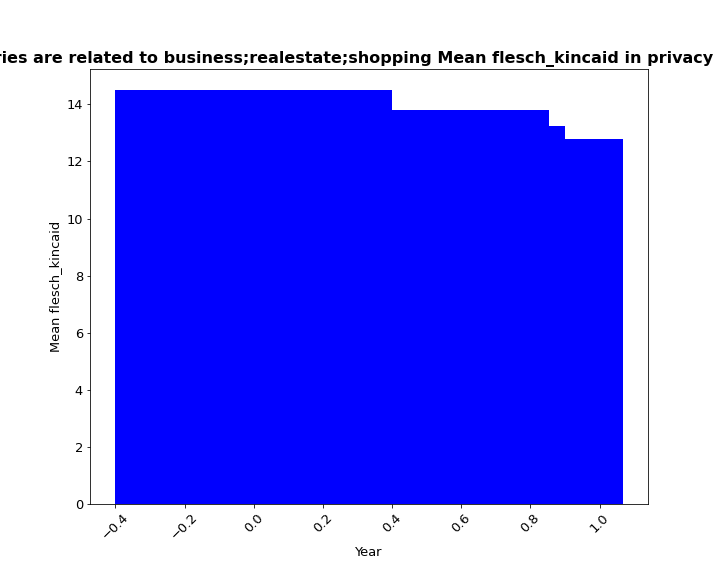 ries are related to business;realestate;shopping Mean flesch_kincaid in privacy
14
12
10
8
6
4
2
0
Mean flesch_kincaid
−0.4 −0.2 0.0 0.2 0.4 0.6 0.8 1.0
Year